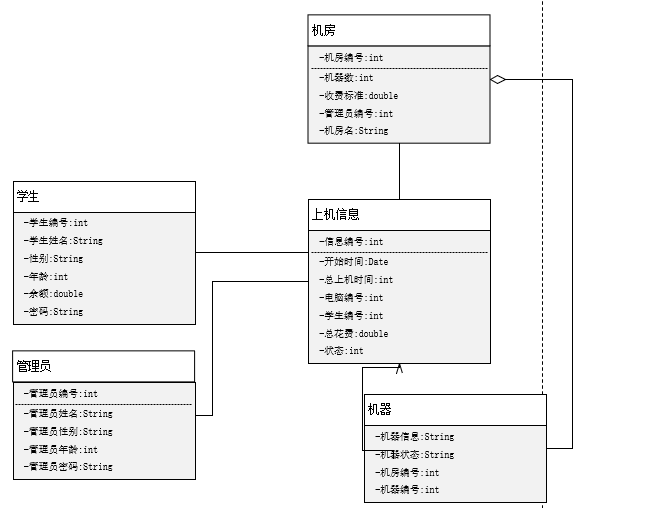 机房
-机房编号:int
-机器数:int
-收费标准:double
-管理员编号:int
-机房名:String
学生
-学生编号:int
-学生姓名:String
-性别:String
-年龄:int
-余额:double
-密码:String
上机信息
-信息编号:int
-开始时间:Date
-总上机时间:int
-电脑编号:int
-学生编号:int
-总花费:double
-状态:int
管理员
-管理员编号:int
-管理员姓名:String
-管理员性别:String
-管理员年龄:int
-管理员密码:String
机器
-机器信息:String
-机器状态:String
-机房编号:int
-机器编号:int